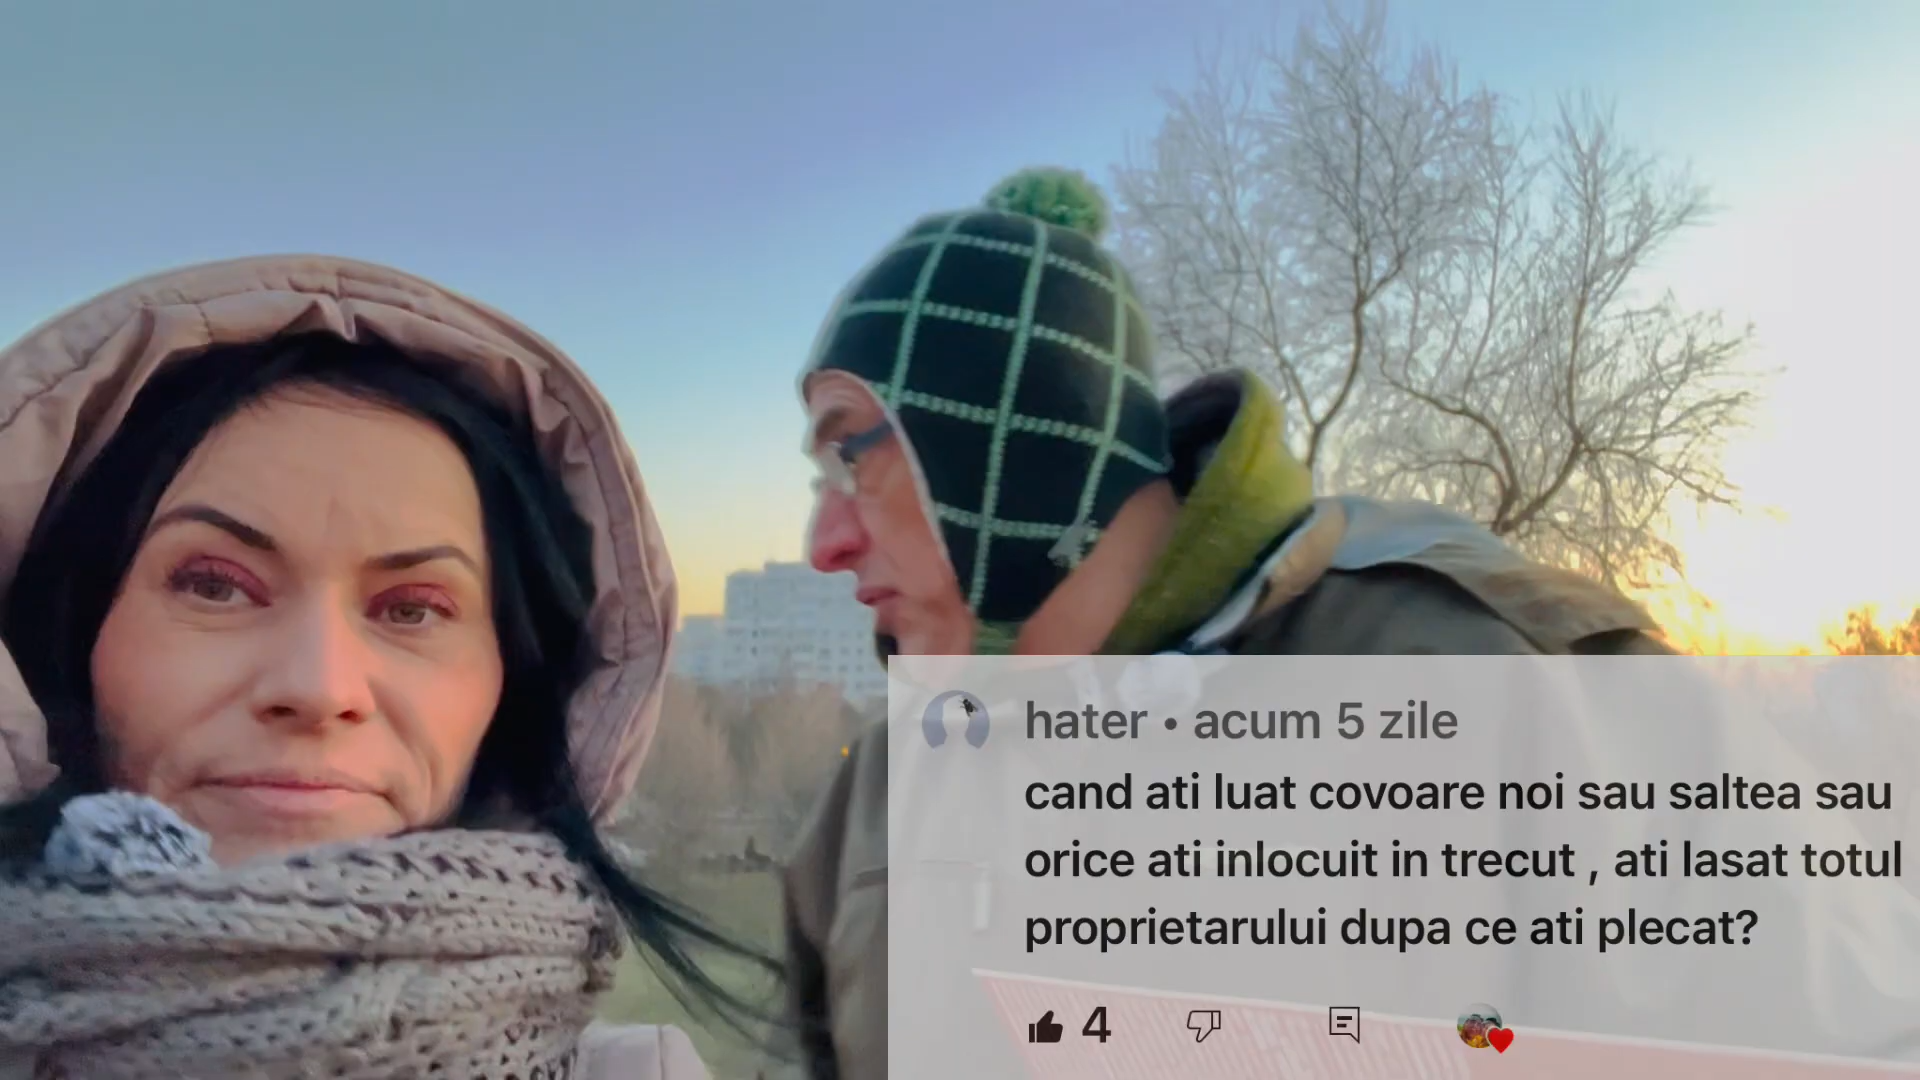 hater • acum 5 zile
cand ati luat covoare noi sau saltea sau
orice ati inlocuit in trecut , ati lasat totul
proprietarului dupa ce ati plecat?
4